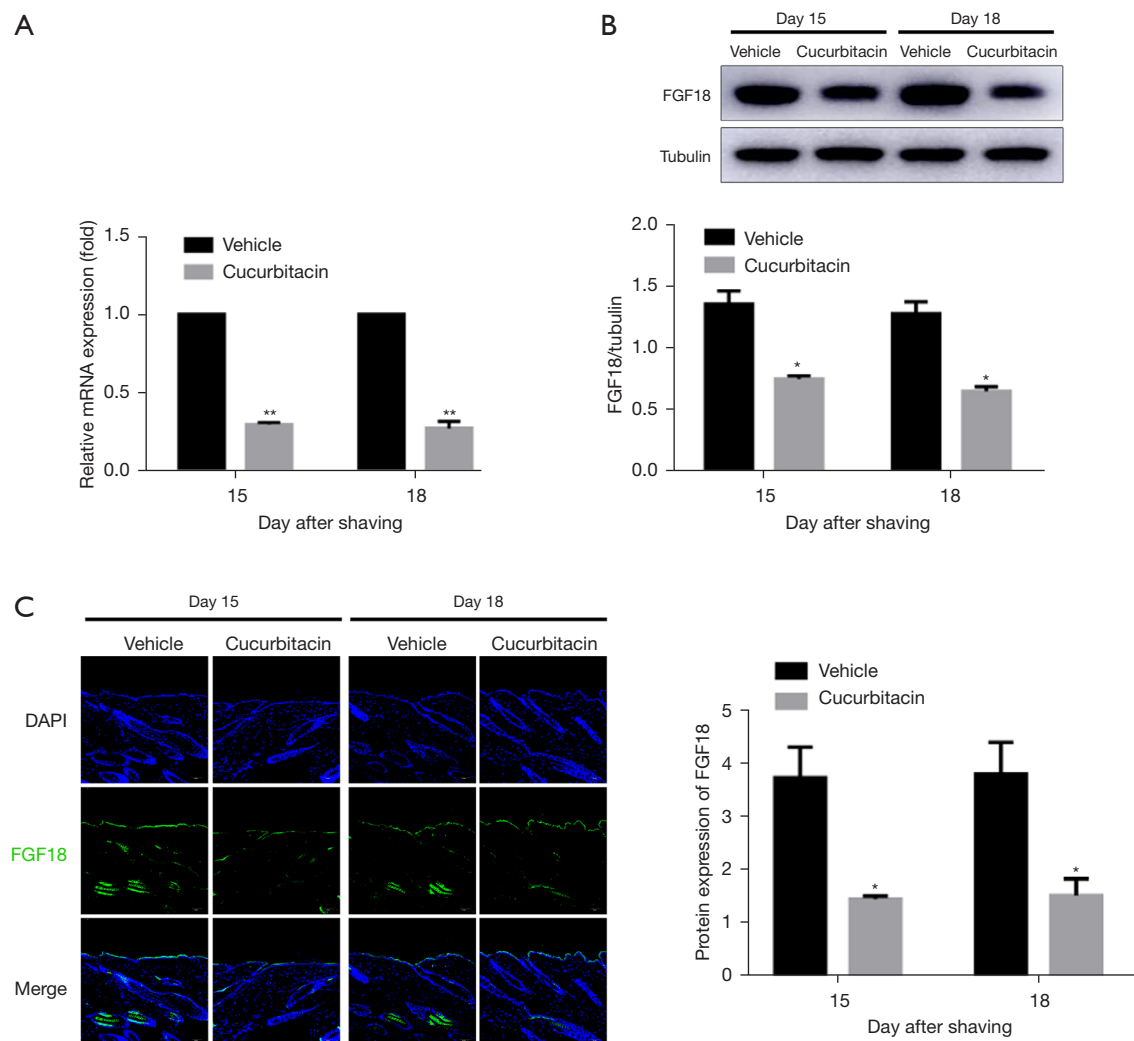 A
Relative mRNA expression (fold)
1.5
1.0
0.5
0.0
Vehicle
Cucurbitacin
**
**
15
18
Day after shaving
B
Day 15
Day 18
Vehicle
Cucurbitacin
Vehicle
Cucurbitacin
FGF18
Tubulin
FGF18/tubulin
2.0
1.5
1.0
0.5
0.0
Vehicle
Cucurbitacin
*
*
15
18
Day after shaving
C
Day 15
Day 18
Vehicle
Cucurbitacin
Vehicle
Cucurbitacin
DAPI
FGF18
Merge
Protein expression of FGF18
5
4
3
2
1
0
Vehicle
Cucurbitacin
*
*
15
18
Day after shaving